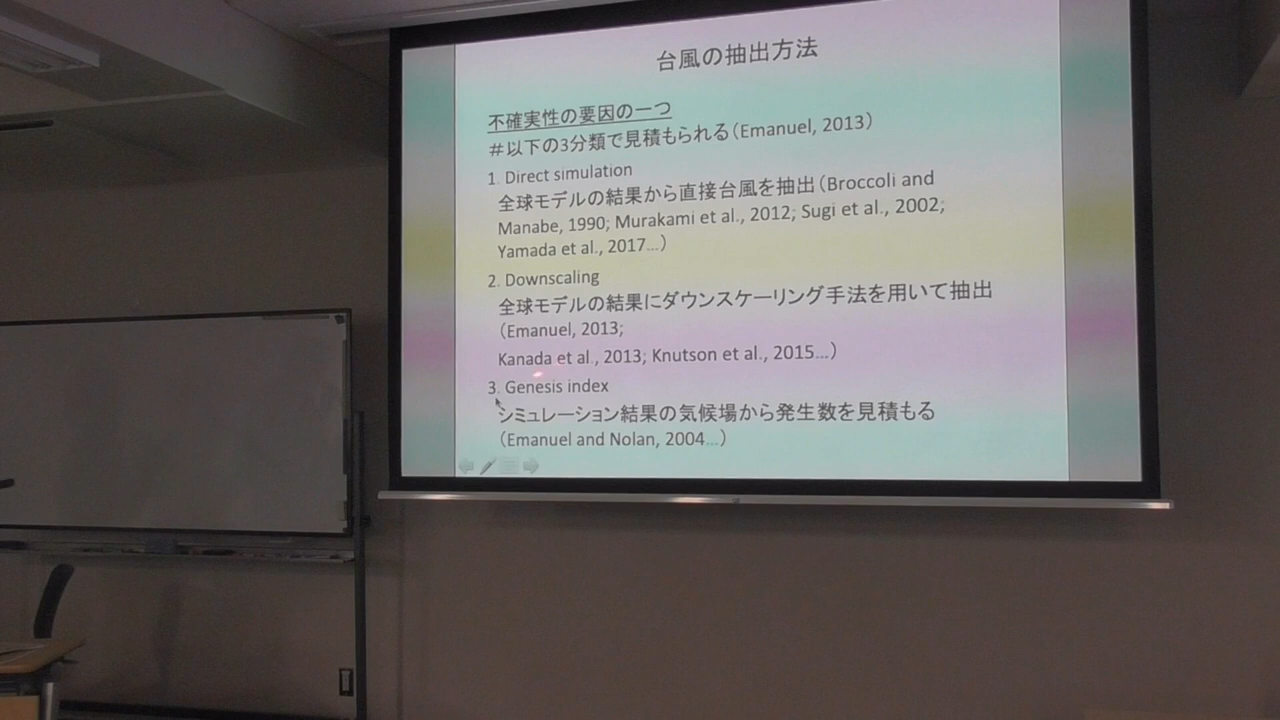 台風の抽出方法
不確実性の要因の一つ
#以下の3分類で見積もられる(Emanuel, 2013)
1. Direct simulation
全球モデルの結果から直接台風を抽出(Broccoli and
Manabe, 1990; Murakami et al., 2012; Sugi et al., 2002;
Yamada et al., 2017…)
2. Downscaling
全球モデルの結果にダウンスケーリング手法を用いて抽出
(Emanuel, 2013;
Kanada et al., 2013; Knutson et al., 2015…)
3. Genesis index
シミュレーション結果の気候場から発生数を見積もる
(Emanuel and Nolan, 2004…)